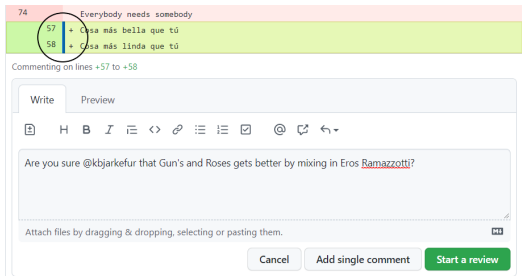 74 - Everybody needs somebody
57 + Cosa más bella que tú
58 + Cosa más linda que tú
Commenting on lines +57 to +58
Write Preview
H B I
Are you sure @kbjarkefur that Gun's and Roses gets better by mixing in Eros Ramazzotti?
Attach files by dragging & dropping, selecting or pasting them.
Cancel Add single comment Start a review